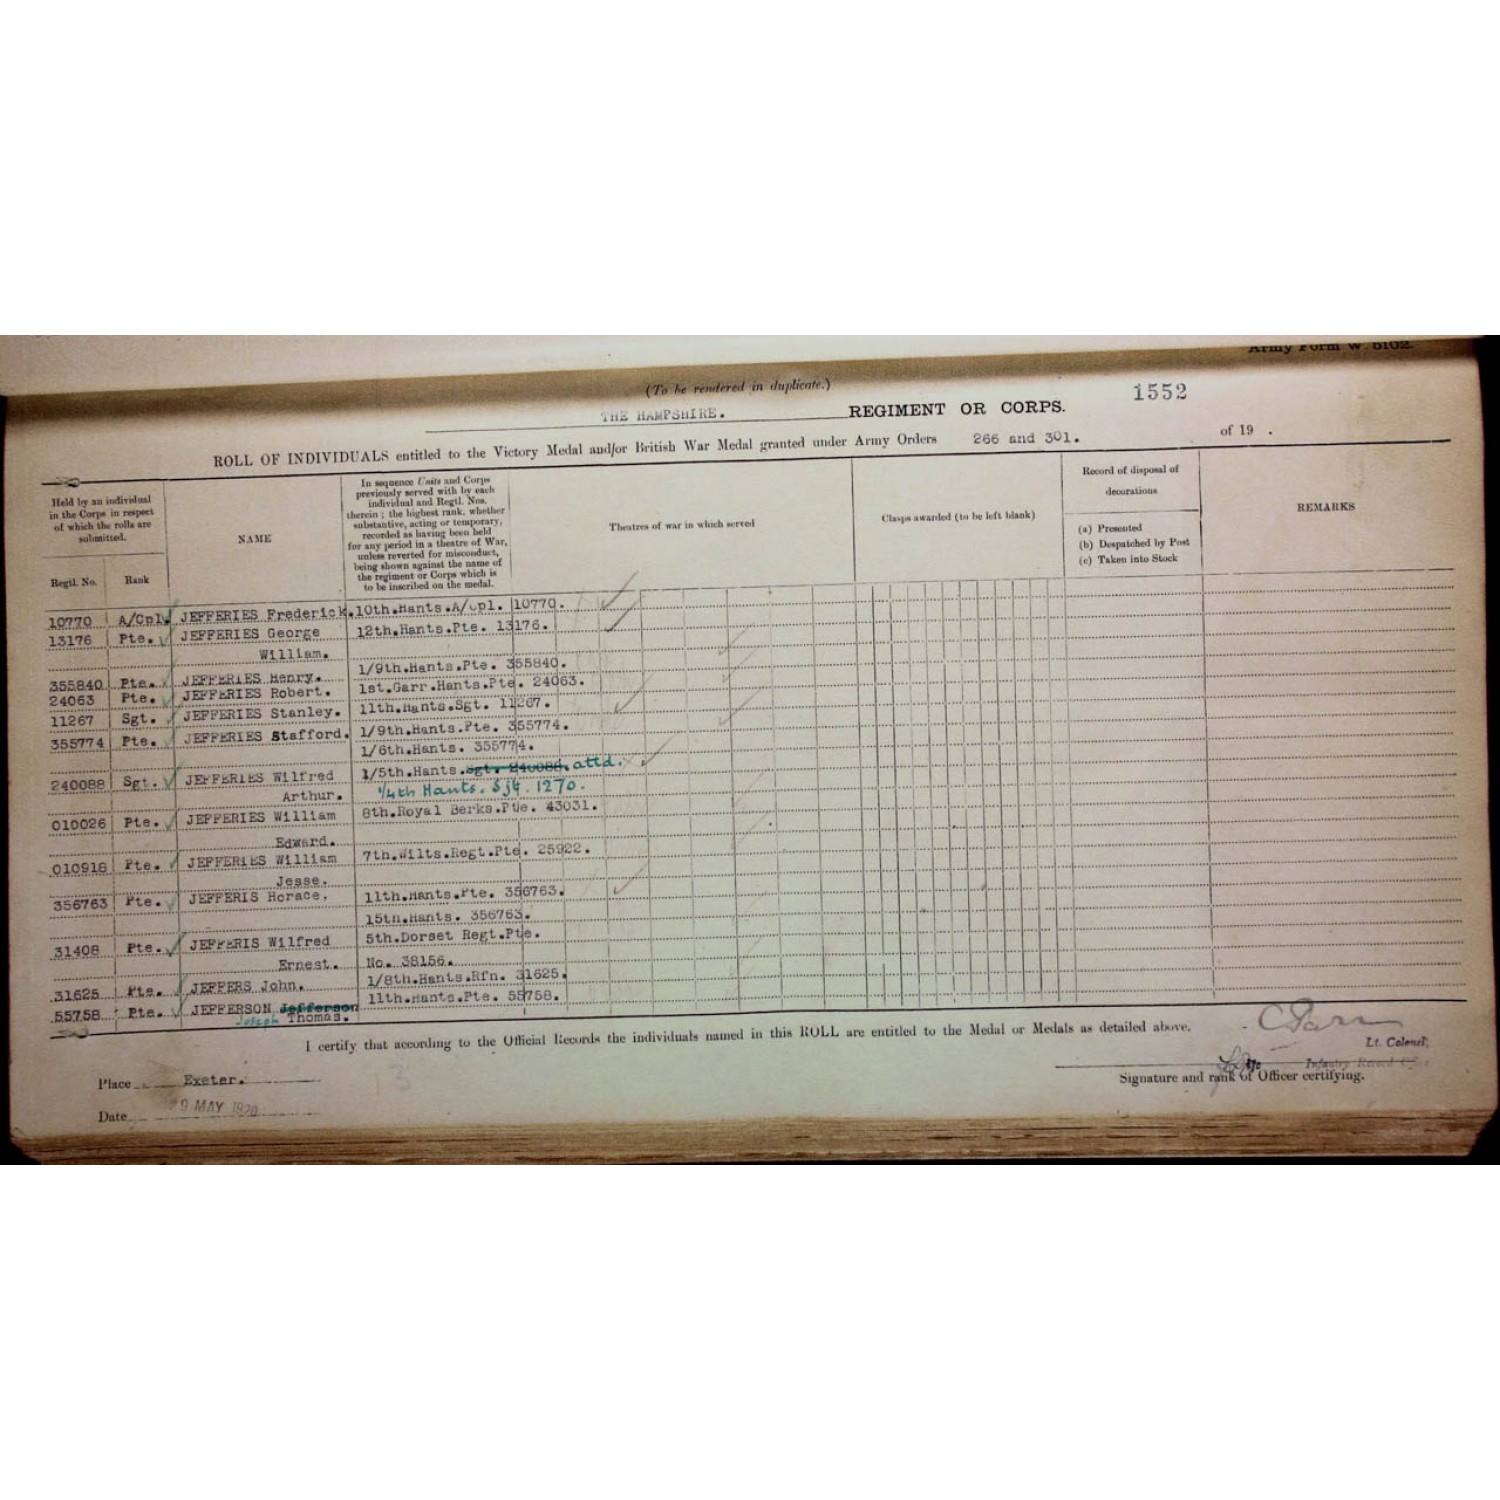 Army Form W. 5102.
(To be rendered in duplicate.)
1552
THE HAMPSHIRE. REGIMENT OR CORPS.
ROLL OF INDIVIDUALS entitled to the Victory Medal and/or British War Medal granted under Army Orders 266 and 301. of 19 .
Held by an individual
in the Corps in respect
of which the rolls are
submitted.
Regtl. No. Rank
NAME
In sequence Units and Corps
previously served with by each
individual and Regtl. Nos.
therein; the highest rank, whether
substantive, acting or temporary,
recorded as having been held
for any period in a theatre of War,
unless reverted for misconduct,
being shown against the name of
the regiment or Corps which is
to be inscribed on the medal.
Theatres of war in which served
Clasps awarded (to be left blank)
Record of disposal of
decorations
(a) Presented
(b) Despatched by Post
(c) Taken into Stock
REMARKS
10770 A/Cpl JEFFERIES Frederick. 10th.Hants.A/Cpl. 10770.
13176 Pte. JEFFERIES George 12th.Hants.Pte. 13176.
William.
355840 Pte. JEFFERIES Henry. 1/9th.Hants.Pte. 355840.
24063 Pte. JEFFERIES Robert. 1st.Garr.Hants.Pte. 24063.
11267 Sgt. JEFFERIES Stanley. 11th.Hants.Sgt. 11267.
355774 Pte. JEFFERIES Stafford. 1/9th.Hants.Pte. 355774.
1/6th.Hants. 355774.
240088 Sgt. JEFFERIES Wilfred 1/5th.Hants.Sgt. 240088. attd.
Arthur. 1/4th Hants. Sjt. 1270.
010026 Pte. JEFFERIES William 8th.Royal Berks.Pte. 43031.
Edward.
010918 Pte. JEFFERIES William 7th.Wilts.Regt.Pte. 25922.
Jesse.
356763 Pte. JEFFERIS Horace. 11th.Hants.Pte. 356763.
15th.Hants. 356763.
31408 Pte. JEFFERIS Wilfred 5th.Dorset Regt.Pte.
Ernest. No. 38156.
31625 Pte. JEFFERS John. 1/8th.Hants.Rfn. 31625.
55758 Pte. JEFFERSON Jefferson 11th.Hants.Pte. 55758.
Joseph Thomas.
I certify that according to the Official Records the individuals named in this ROLL are entitled to the Medal or Medals as detailed above.
Lt. Colonel,
Infantry Record
Place Exeter.
Signature and rank of Officer certifying.
Date MAY 1920
13